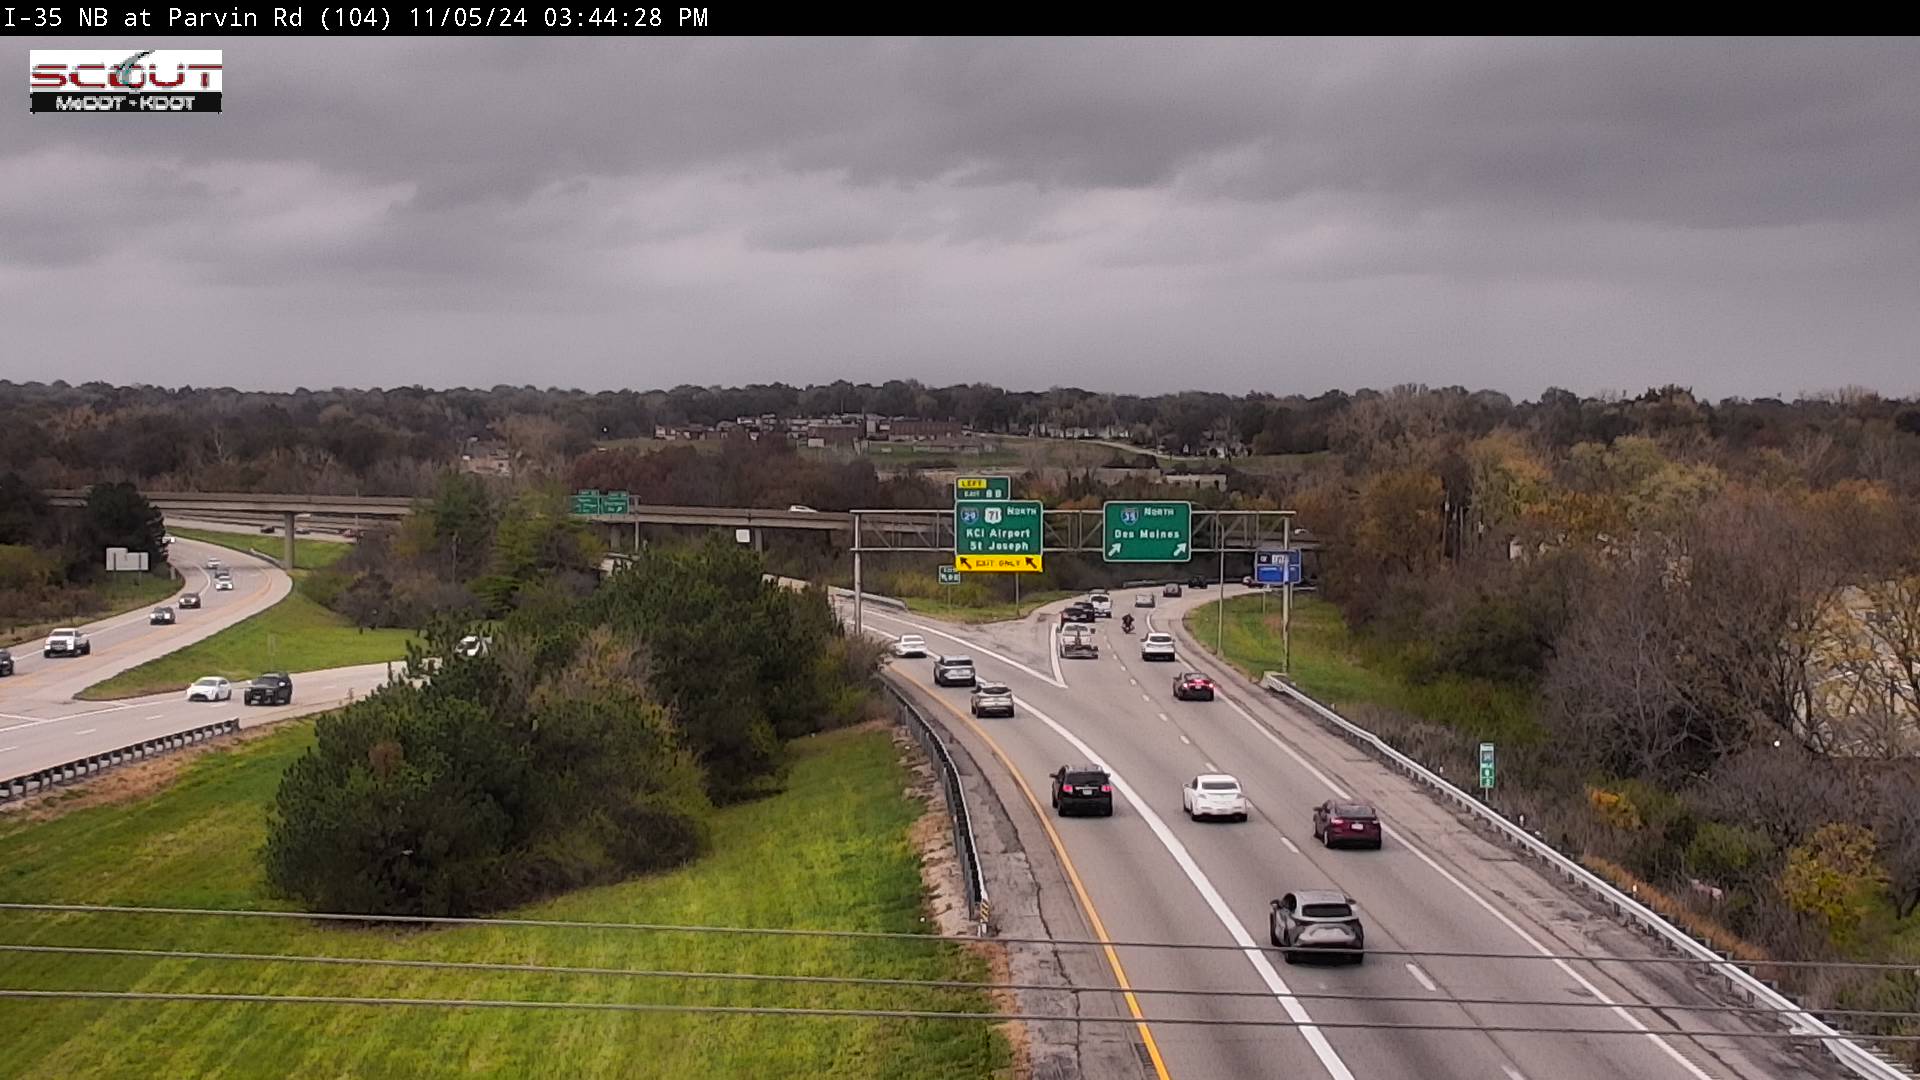 I-35 NB at Parvin Rd (104) 11/05/24 03:44:28 PM
SCOUT
MoDOT - KDOT
LEFT
EXIT 8B
29 71 NORTH
KCI Airport
St Joseph
EXIT ONLY
35 NORTH
Des Moines